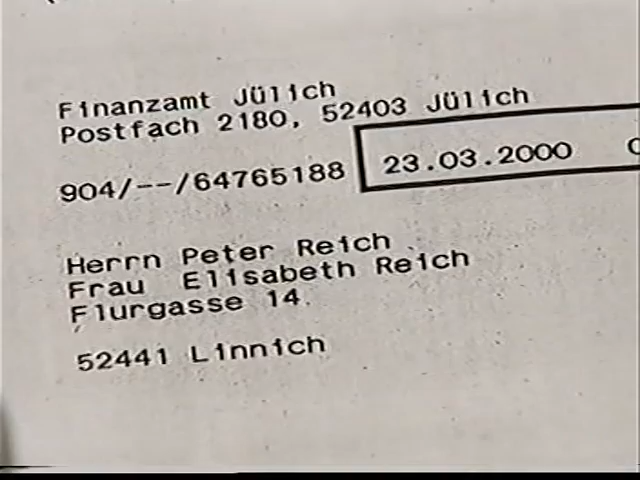 Finanzamt Jülich
Postfach 2180, 52403 Jülich
904/--/64765188
23.03.2000
Herrn Peter Reich
Frau Elisabeth Reich
Flurgasse 14
52441 Linnich